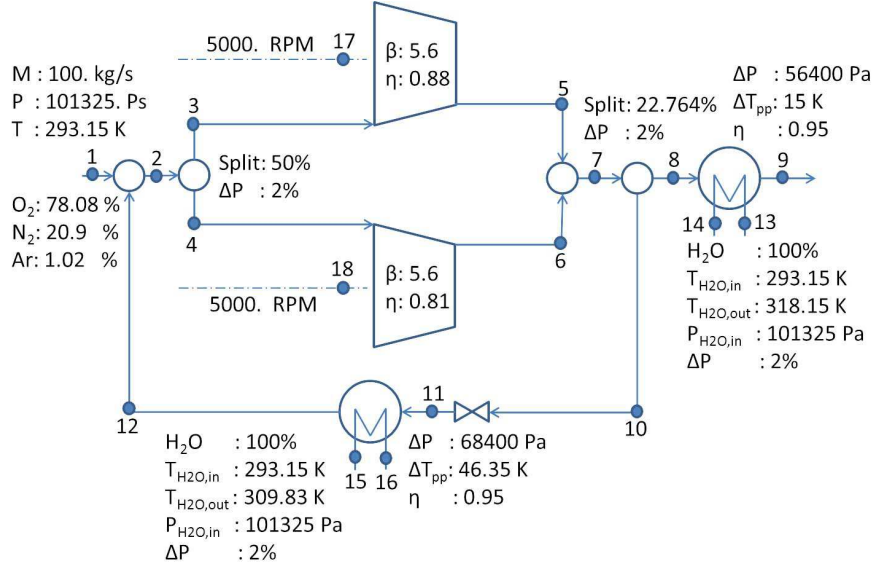 5000. RPM
17
β: 5.6
η: 0.88
M : 100. kg/s
P : 101325. Ps
T : 293.15 K
3
5
Split: 22.764%
ΔP : 2%
ΔP : 56400 Pa
ΔTpp: 15 K
η : 0.95
1
2
Split: 50%
ΔP : 2%
7
8
9
O2: 78.08 %
N2: 20.9 %
Ar: 1.02 %
4
6
M
14
13
18
5000. RPM
β: 5.6
η: 0.81
H2O : 100%
TH2O,in : 293.15 K
TH2O,out : 318.15 K
PH2O,in : 101325 Pa
ΔP : 2%
12
M
11
10
15
16
H2O : 100%
TH2O,in : 293.15 K
TH2O,out : 309.83 K
PH2O,in : 101325 Pa
ΔP : 2%
ΔP : 68400 Pa
ΔTpp: 46.35 K
η : 0.95